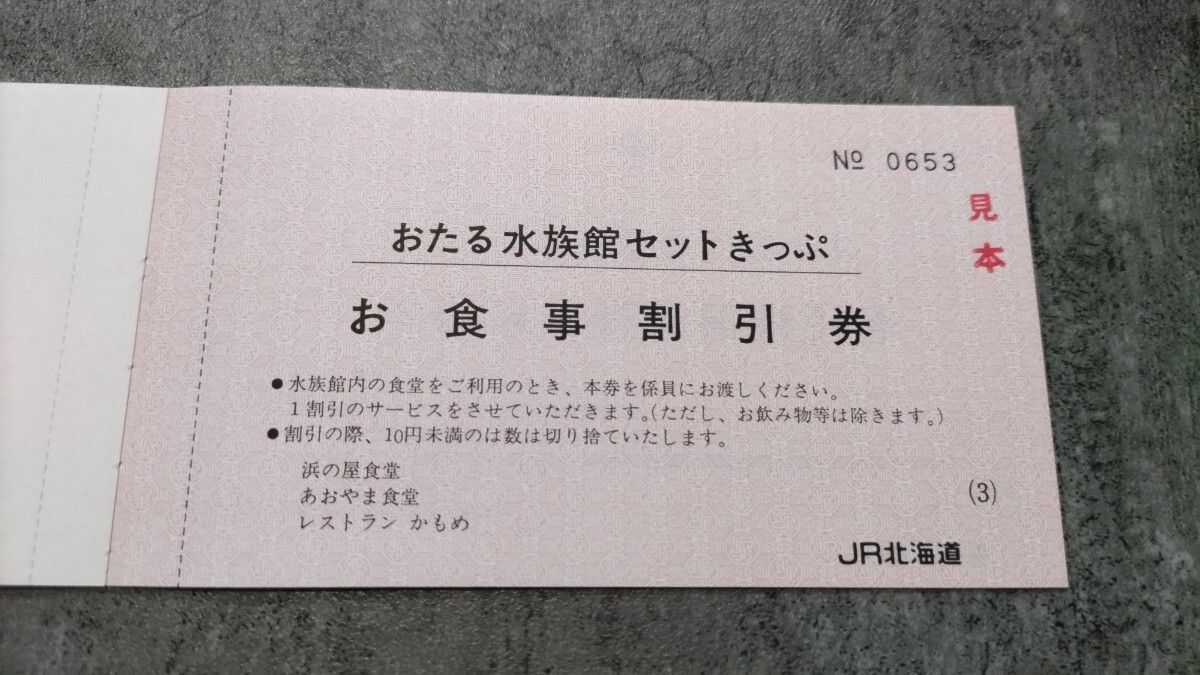 № 0653
見本
おたる水族館セットきっぷ
お食事割引券
●水族館内の食堂をご利用のとき、本券を係員にお渡しください。
1割引のサービスをさせていただきます。(ただし、お飲み物等は除きます。)
●割引の際、10円未満のは数は切り捨ていたします。
浜の屋食堂
あおやま食堂
レストラン かもめ
(3)
JR北海道